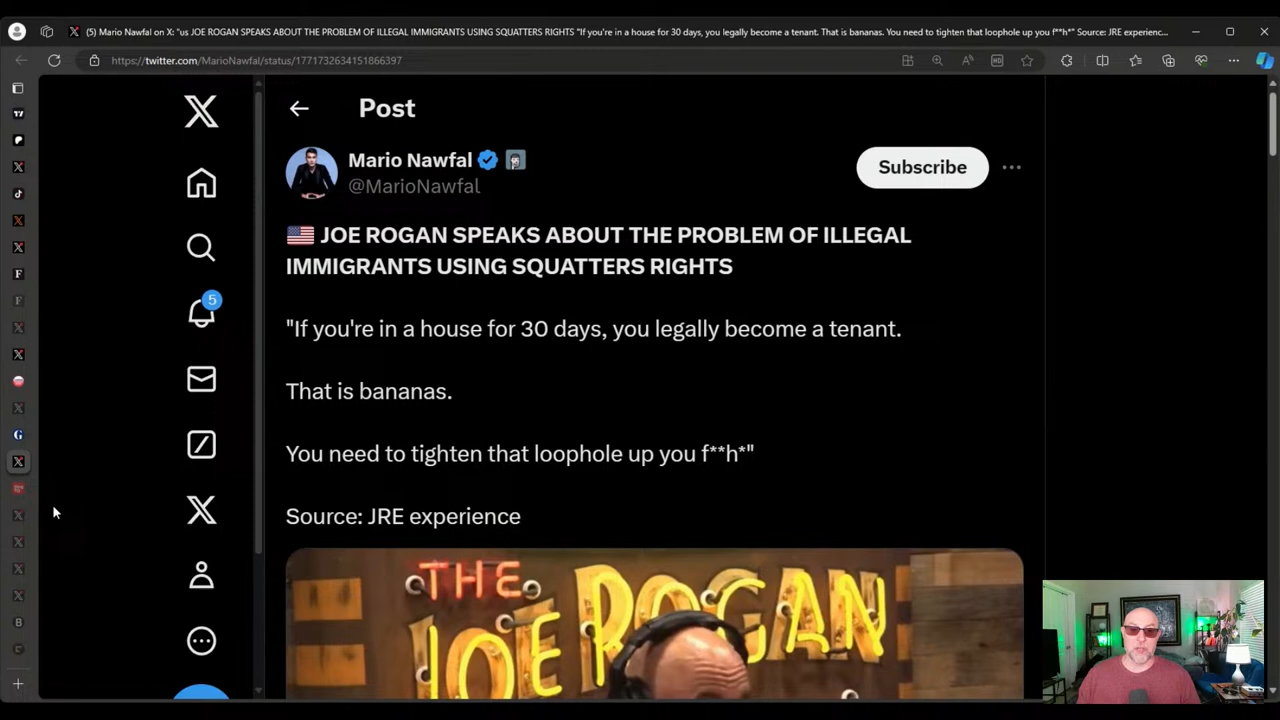 (5) Mario Nawfal on X: "us JOE ROGAN SPEAKS ABOUT THE PROBLEM OF ILLEGAL IMMIGRANTS USING SQUATTERS RIGHTS "If you're in a house for 30 days, you legally become a tenant. That is bananas. You need to tighten that loophole up you f**h*" Source: JRE experienc...
https://twitter.com/MarioNawfal/status/1771732634151866397
Post
Mario Nawfal
@MarioNawfal
Subscribe
JOE ROGAN SPEAKS ABOUT THE PROBLEM OF ILLEGAL
IMMIGRANTS USING SQUATTERS RIGHTS
5
"If you're in a house for 30 days, you legally become a tenant.
That is bananas.
You need to tighten that loophole up you f**h*"
Source: JRE experience
THE
JOE ROGAN